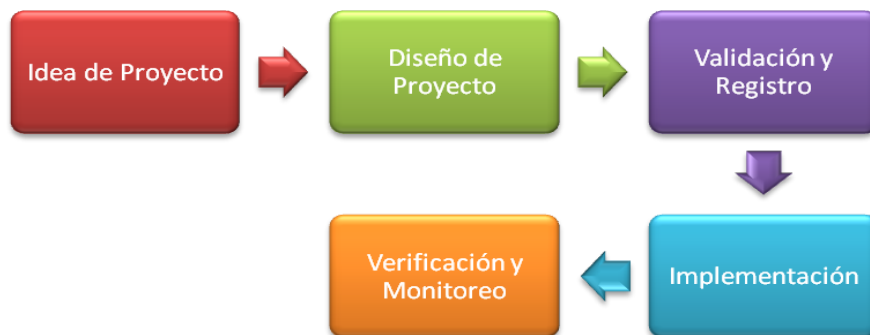 Idea de Proyecto
Diseño de
Proyecto
Validación y
Registro
Verificación y
Monitoreo
Implementación